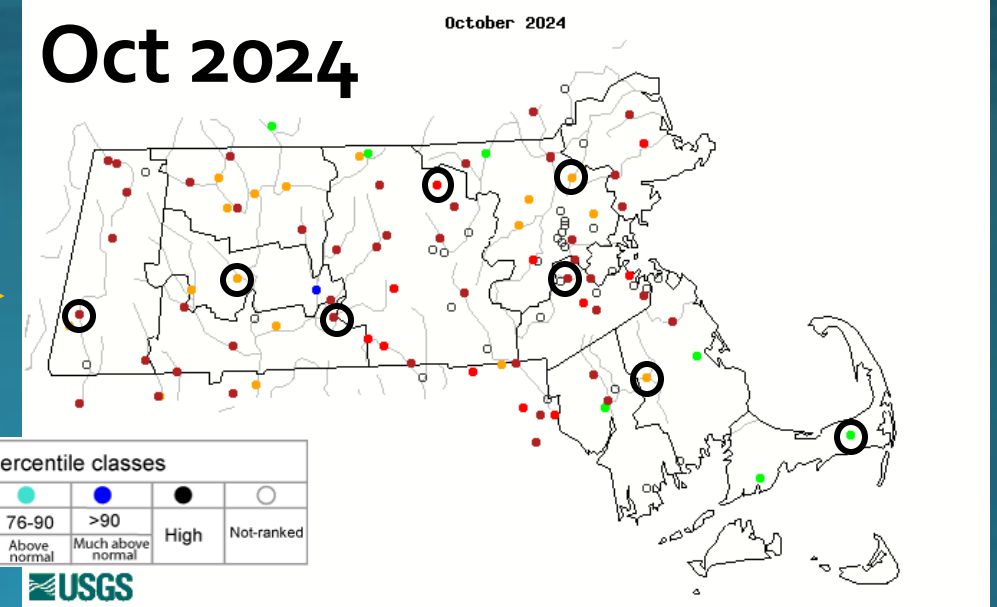 October 2024
Oct 2024
ercentile classes
76-90
>90
High
Not-ranked
Above
normal
Much above
normal
USGS